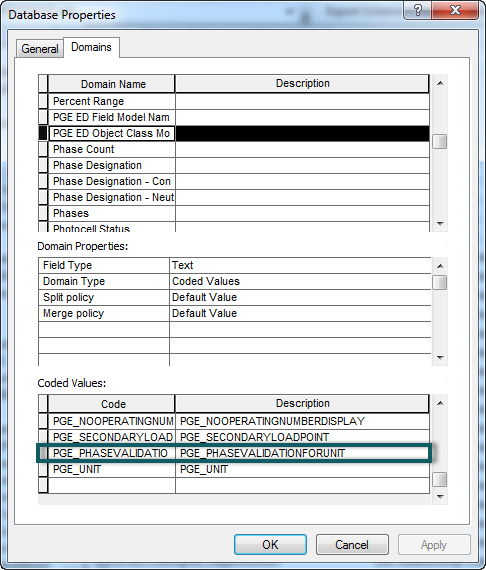 Database Properties
?
General Domains
Domain Name Description
Percent Range
PGE ED Field Model Nam
PGE ED Object Class Mo
Phase Count
Phase Designation
Phase Designation - Con
Phase Designation - Neut
Phases
Photocell Status
Domain Properties:
Field Type Text
Domain Type Coded Values
Split policy Default Value
Merge policy Default Value
Coded Values:
Code Description
PGE_NOOPERATINGNUM PGE_NOOPERATINGNUMBERDISPLAY
PGE_SECONDARYLOAD PGE_SECONDARYLOADPOINT
PGE_PHASEVALIDATIO PGE_PHASEVALIDATIONFORUNIT
PGE_UNIT PGE_UNIT
OK Cancel Apply